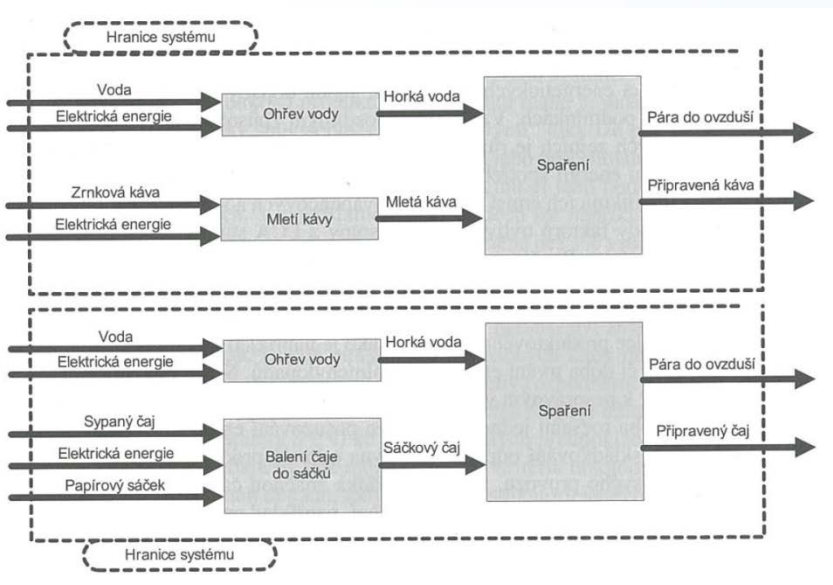 Hranice systému
Voda
Elektrická energie
Ohřev vody
Horká voda
Zrnková káva
Elektrická energie
Mletí kávy
Mletá káva
Spaření
Pára do ovzduší
Připravená káva
Voda
Elektrická energie
Ohřev vody
Horká voda
Sypaný čaj
Elektrická energie
Papírový sáček
Balení čaje
do sáčků
Sáčkový čaj
Spaření
Pára do ovzduší
Připravený čaj
Hranice systému